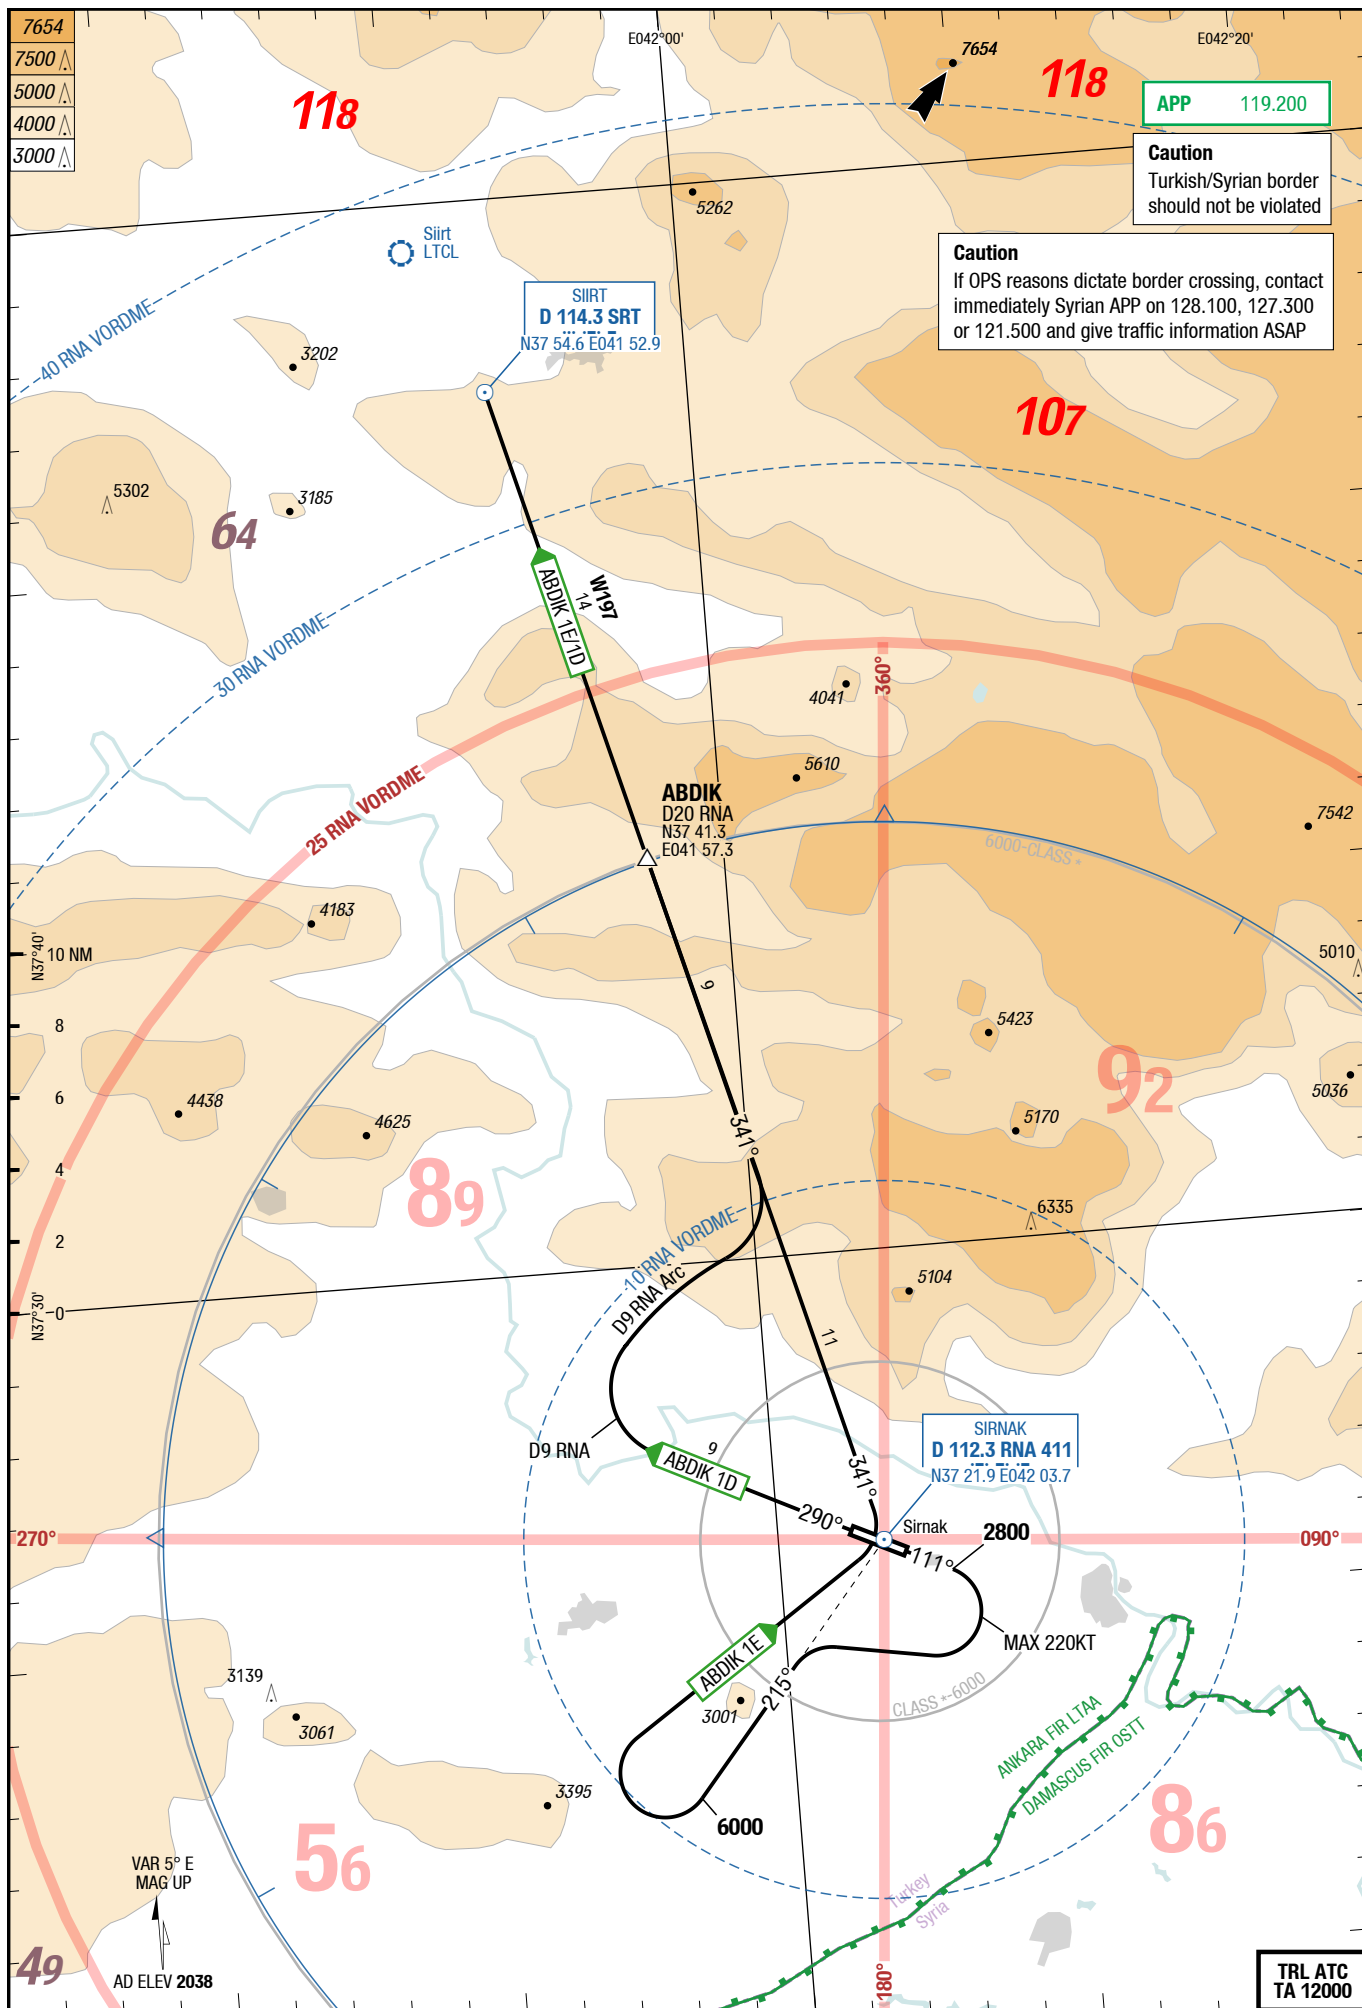 7654
7500
5000
4000
3000
E042°00'
E042°20'
7654
118
118
APP 119.200
Caution
Turkish/Syrian border
should not be violated
5262
Siirt
LTCL
Caution
If OPS reasons dictate border crossing, contact
immediately Syrian APP on 128.100, 127.300
or 121.500 and give traffic information ASAP
SIIRT
D 114.3 SRT
N37 54.6 E041 52.9
40 RNA VORDME
3202
107
5302
3185
64
W197
14
ABDIK 1E/1D
30 RNA VORDME
360°
4041
5610
ABDIK
D20 RNA
N37 41.3
E041 57.3
25 RNA VORDME
7542
6000-CLASS *
4183
N37°40'
10 NM
5010
9
8
5423
92
6
4438
4625
5170
5036
341°
4
89
6335
2
10 RNA VORDME
5104
D9 RNA Arc
N37°30'
0
11
SIRNAK
D 112.3 RNA 411
N37 21.9 E042 03.7
D9 RNA
9
ABDIK 1D
341°
290°
Sirnak
2800
270°
111°
090°
MAX 220KT
ABDIK 1E
215°
3139
3001
CLASS *-6000
3061
ANKARA FIR LTAA
DAMASCUS FIR OSTT
3395
6000
86
56
VAR 5° E
MAG UP
Turkey
Syria
49
AD ELEV 2038
180°
TRL ATC
TA 12000